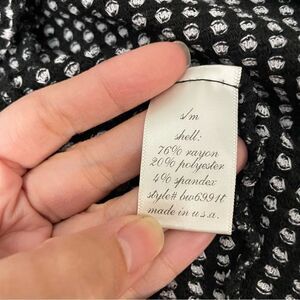 s/m
shell:
76% rayon
20% polyester
4% spandex
style# bw6991t
made in u.s.a.